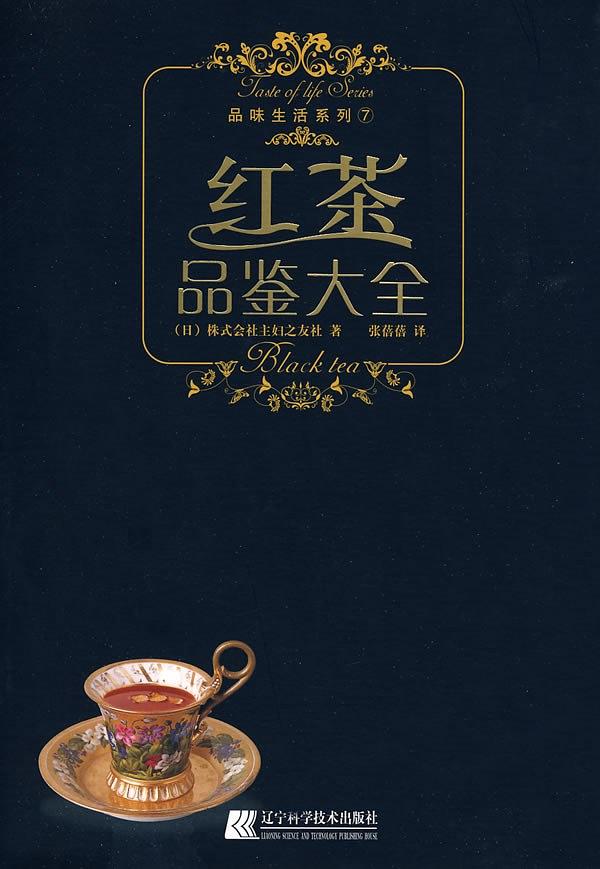 Taste of life Series
品味生活系列⑦
红茶
品鉴大全
（日）株式会社主妇之友社 著 张蓓蓓 译
Black tea
辽宁科学技术出版社
LIAONING SCIENCE AND TECHNOLOGY PUBLISHING HOUSE